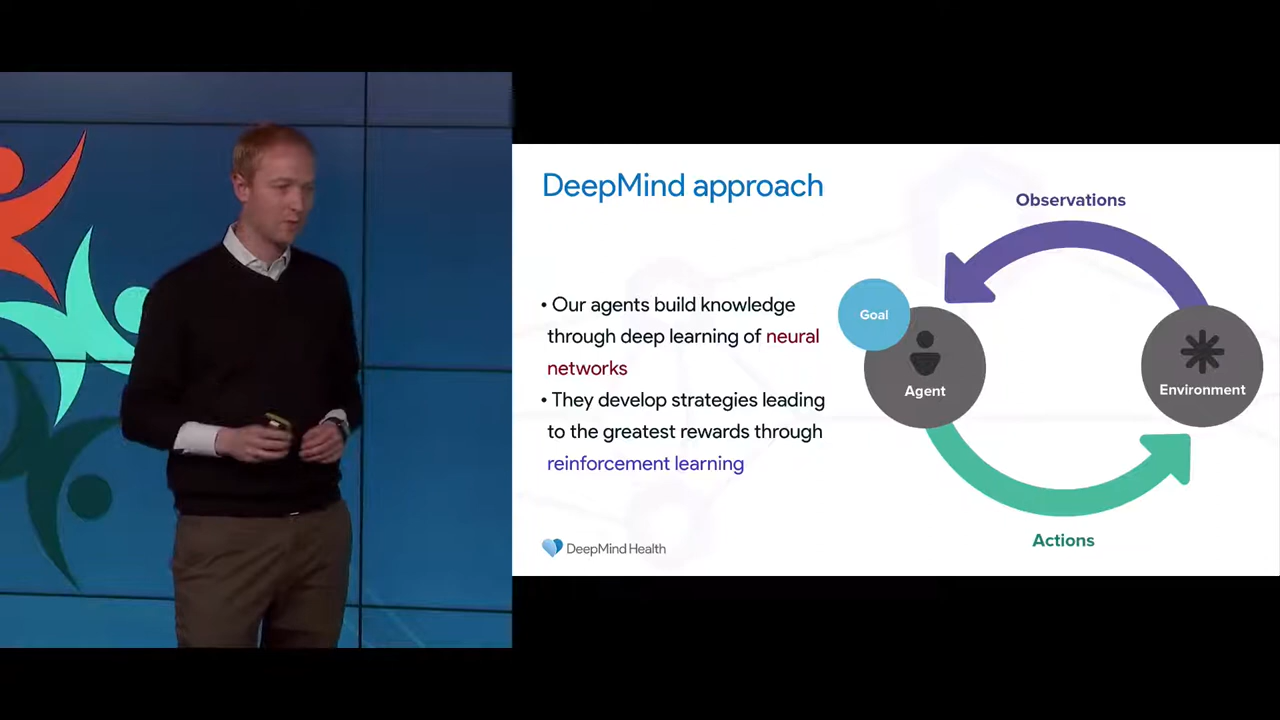 DeepMind approach
• Our agents build knowledge
through deep learning of neural
networks
• They develop strategies leading
to the greatest rewards through
reinforcement learning
DeepMind Health
Observations
Goal
Agent
Environment
Actions